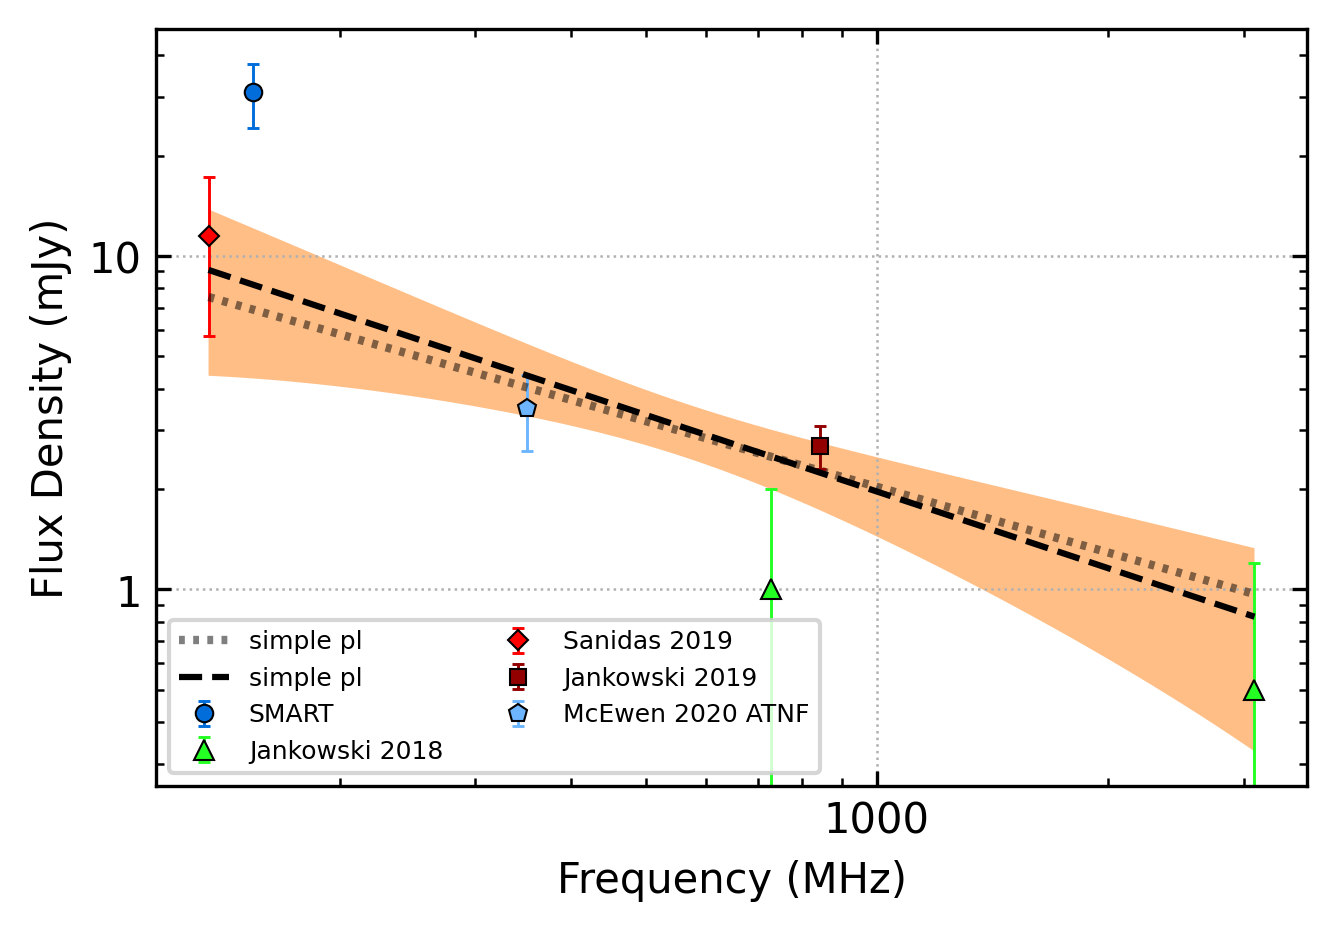 Flux Density (mJy)
10
1
simple pl
simple pl
SMART
Jankowski 2018
Sanidas 2019
Jankowski 2019
McEwen 2020 ATNF
1000
Frequency (MHz)